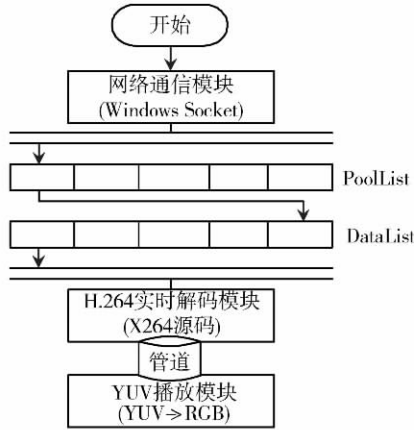 开始
网络通信模块
(Windows Socket)
PoolList
DataList
H.264实时解码模块
(X264源码)
管道
YUV播放模块
(YUV->RGB)